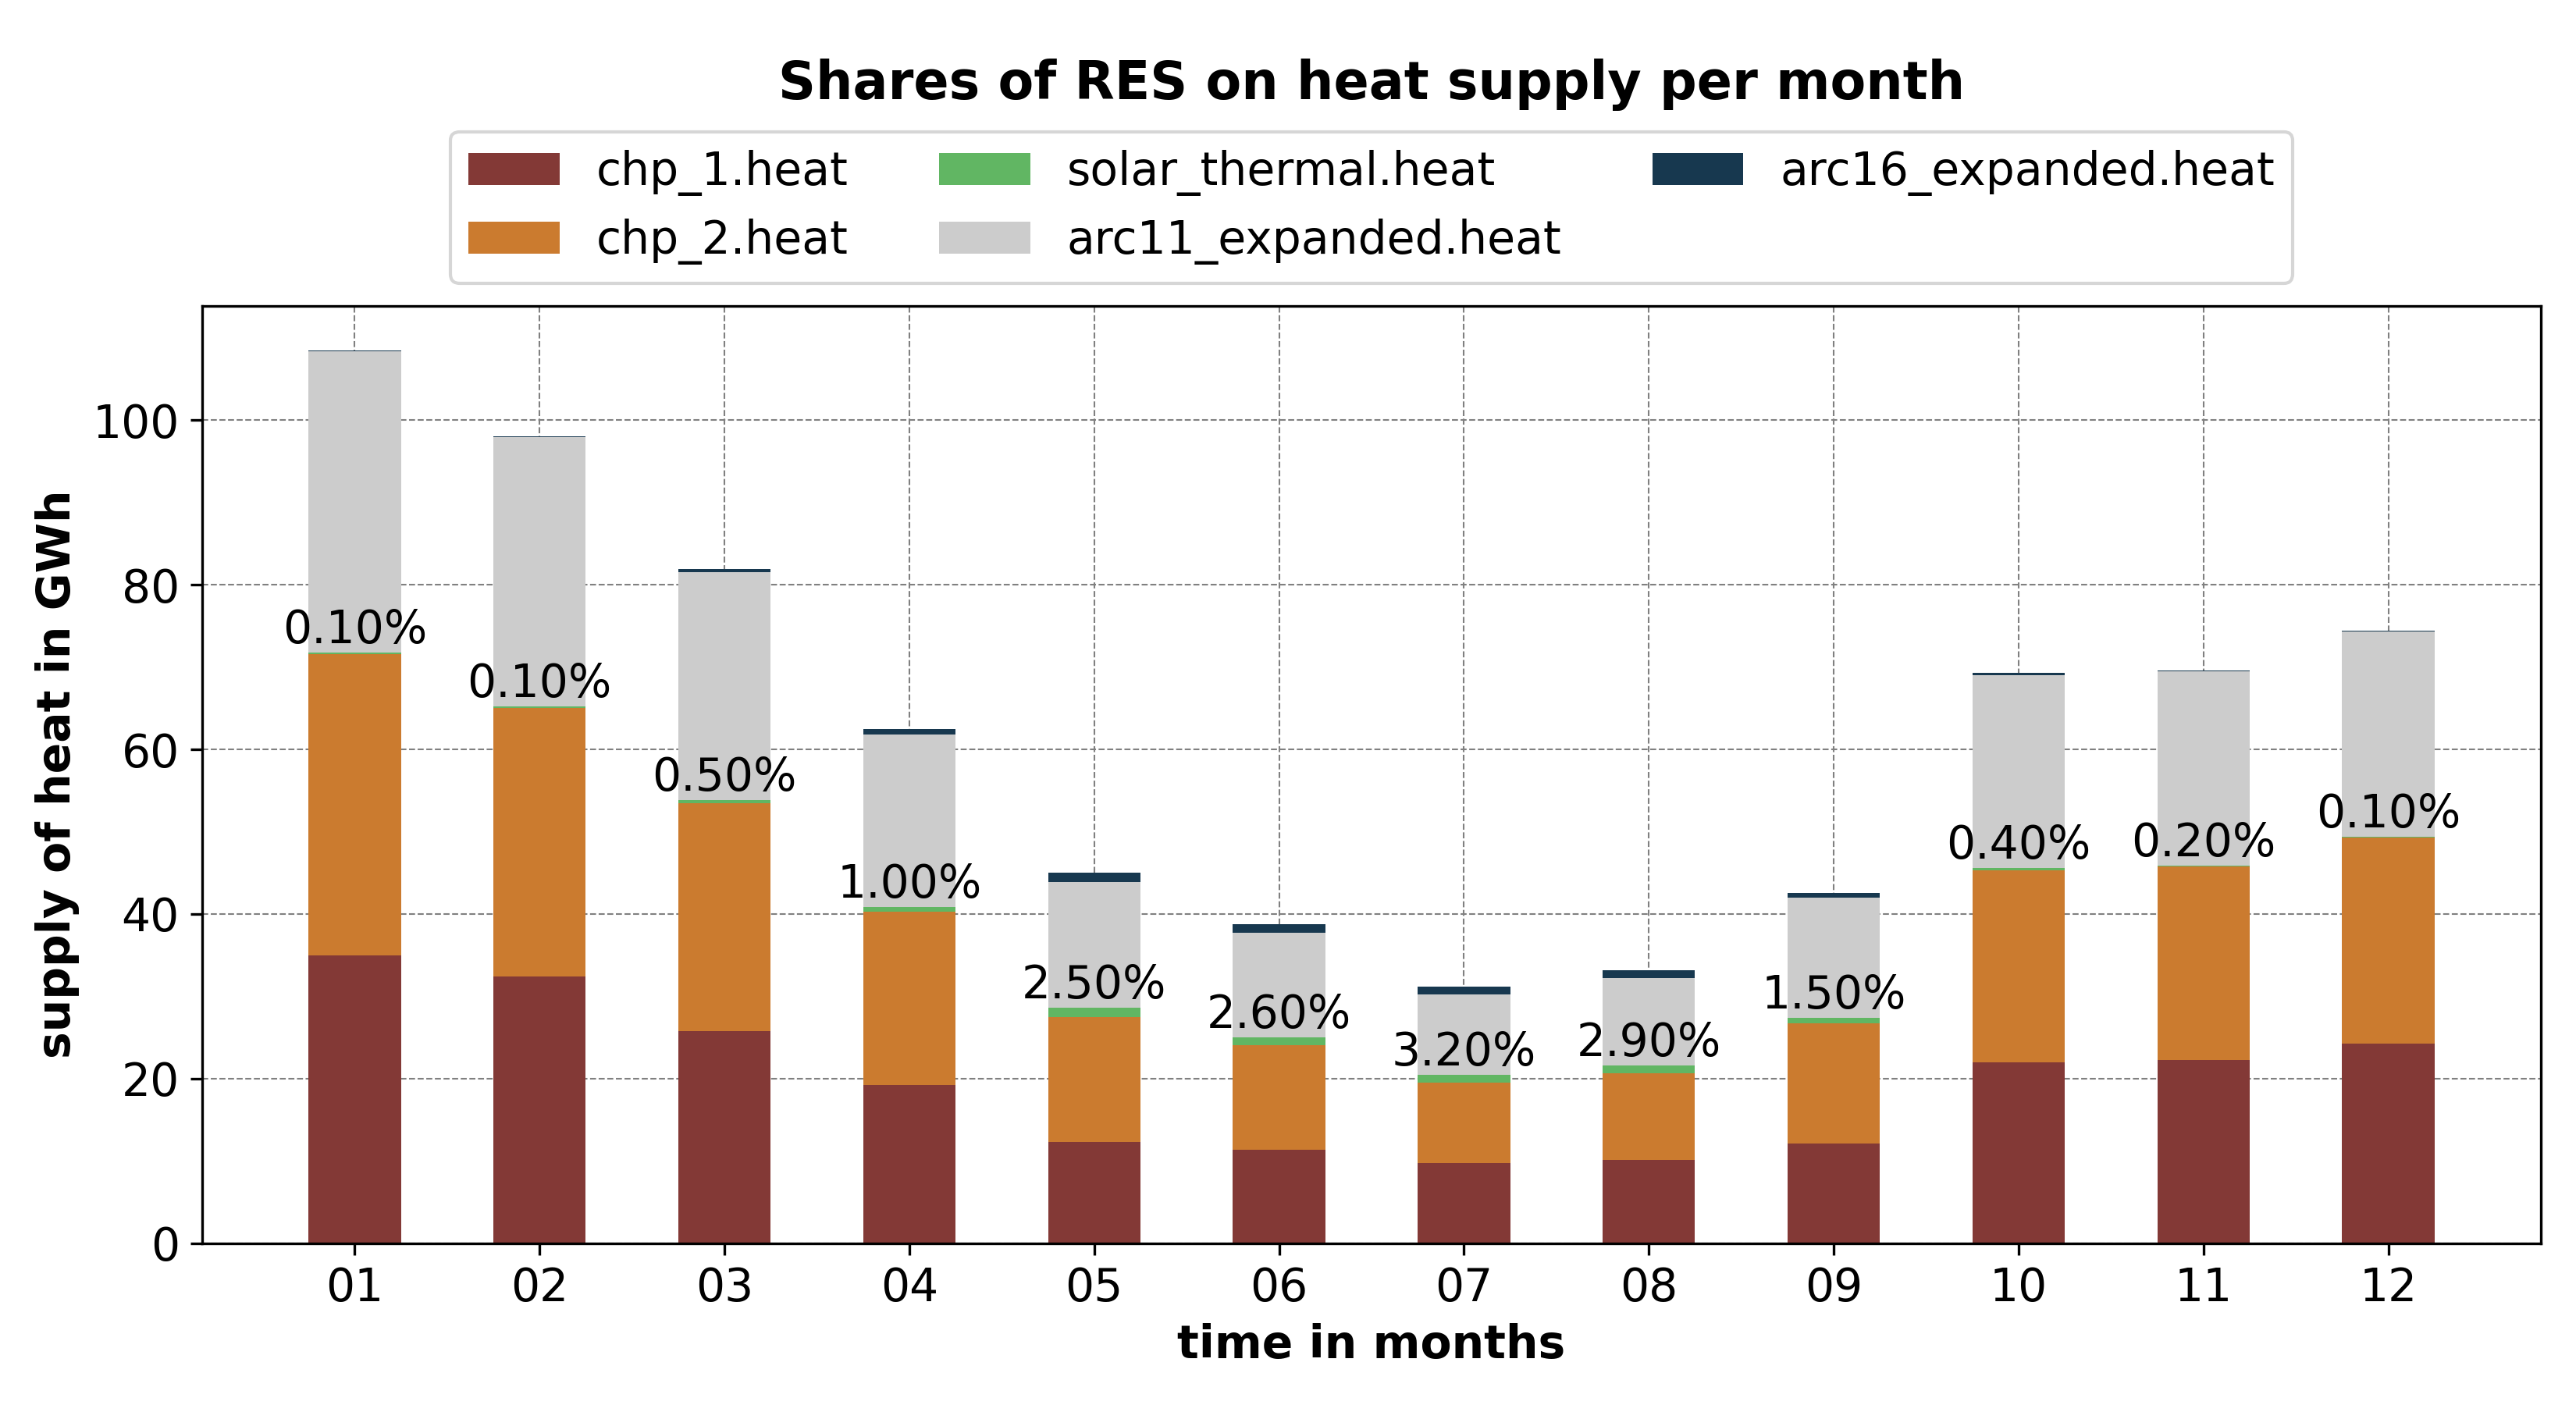 Shares of RES on heat supply per month
chp_1.heat
chp_2.heat
solar_thermal.heat
arc11_expanded.heat
arc16_expanded.heat
supply of heat in GWh
100
80
60
40
20
0
0.10%
0.10%
0.50%
1.00%
2.50%
2.60%
3.20%
2.90%
1.50%
0.40%
0.20%
0.10%
01 02 03 04 05 06 07 08 09 10 11 12
time in months